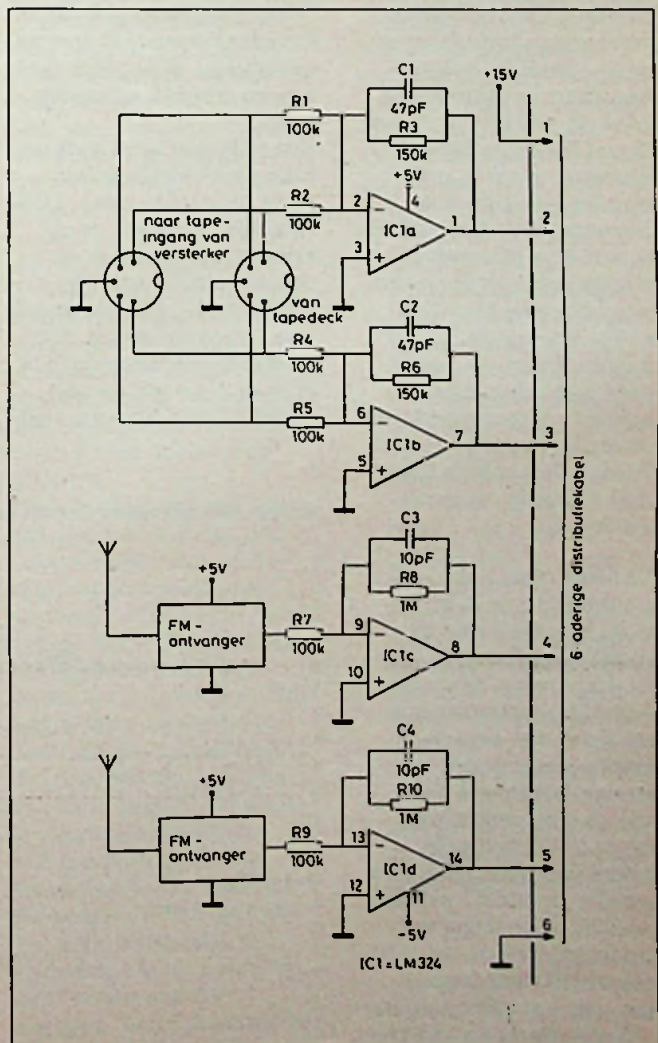 C1
47pF
R3
150k
+15V
1
R1
100k
+5V
4
R2
100k
2
−
IC1a
1
2
3
+
naar tape-
ingang van
versterker
van
tapedeck
C2
47pF
R6
150k
R4
100k
R5
100k
6
−
IC1b
7
3
5
+
6-aderige distributiekabel
C3
10pF
R8
1M
+5V
FM-
ontvanger
R7
100k
9
−
IC1c
8
4
10
+
C4
10pF
R10
1M
+5V
FM-
ontvanger
R9
100k
13
−
IC1d
14
5
12
+
11
−5V
6
IC1=LM324